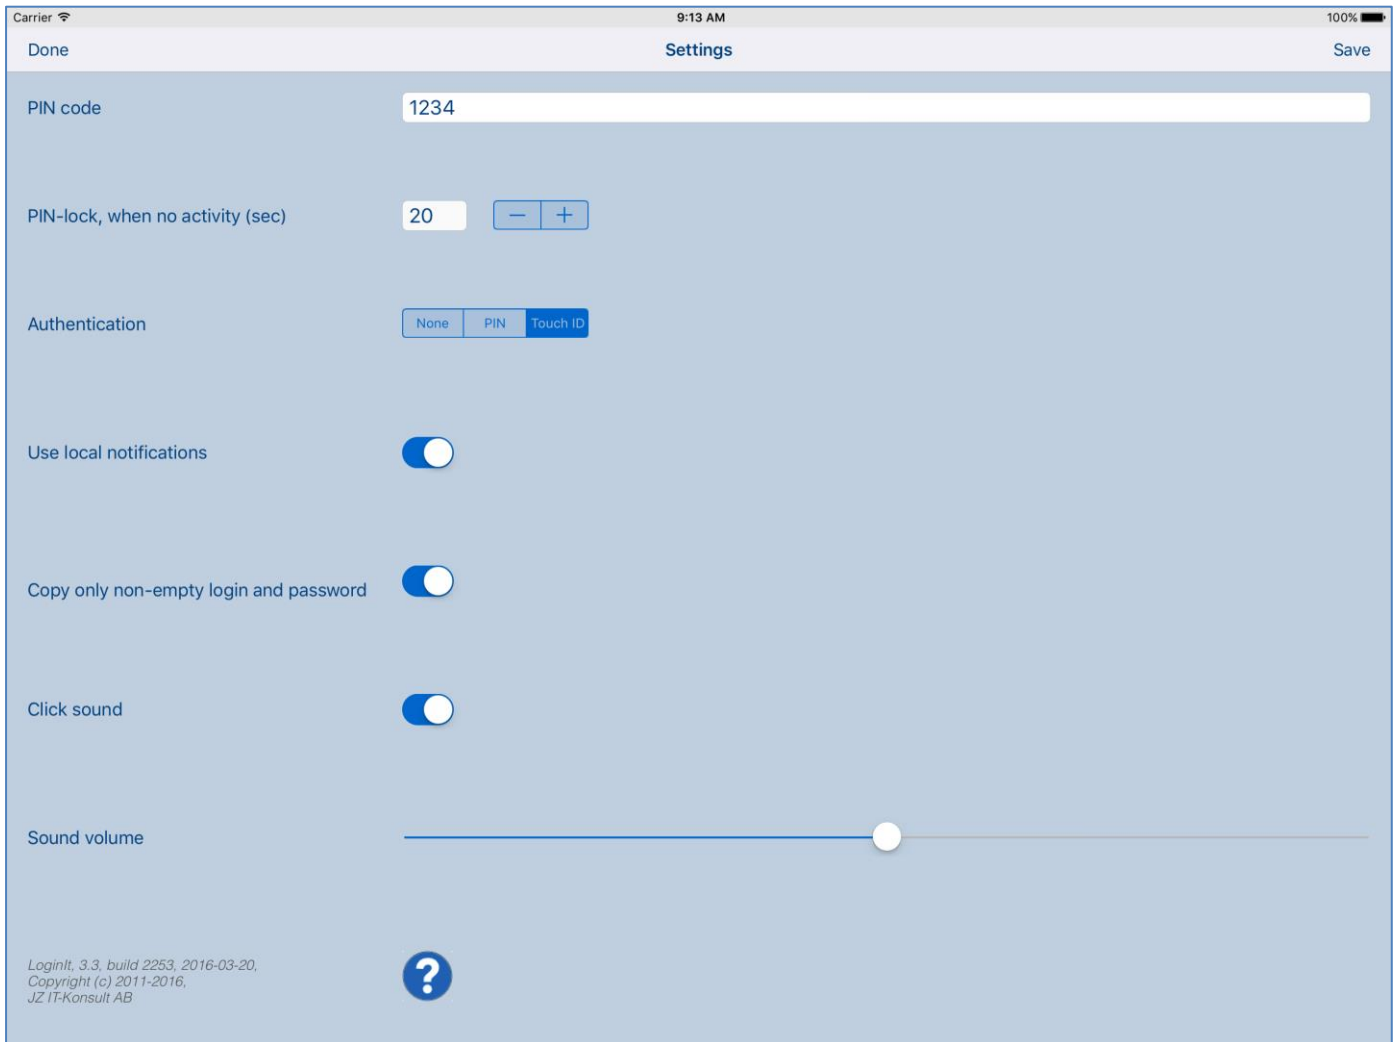 Carrier 9:13 AM 100%
Done Settings Save
PIN code 1234
PIN-lock, when no activity (sec) 20 − +
Authentication None PIN Touch ID
Use local notifications
Copy only non-empty login and password
Click sound
Sound volume
LoginIt, 3.3, build 2253, 2016-03-20,
Copyright (c) 2011-2016,
JZ IT-Konsult AB
?